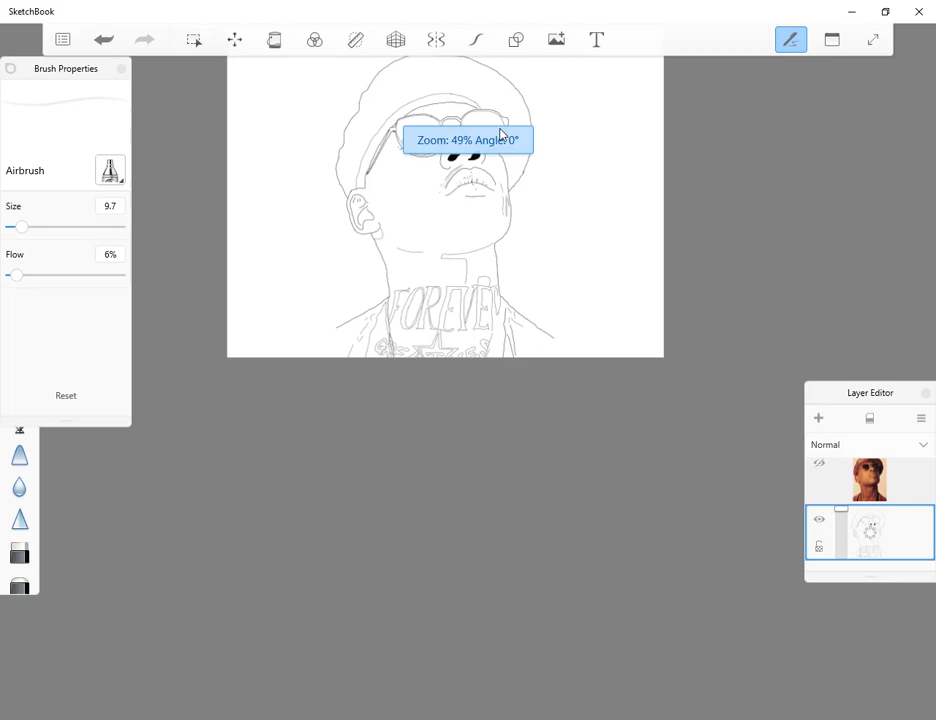 SketchBook
Brush Properties
Airbrush
Size
9.7
Flow
6%
Reset
Zoom: 49% Angle: 0°
FOREVER
Layer Editor
Normal